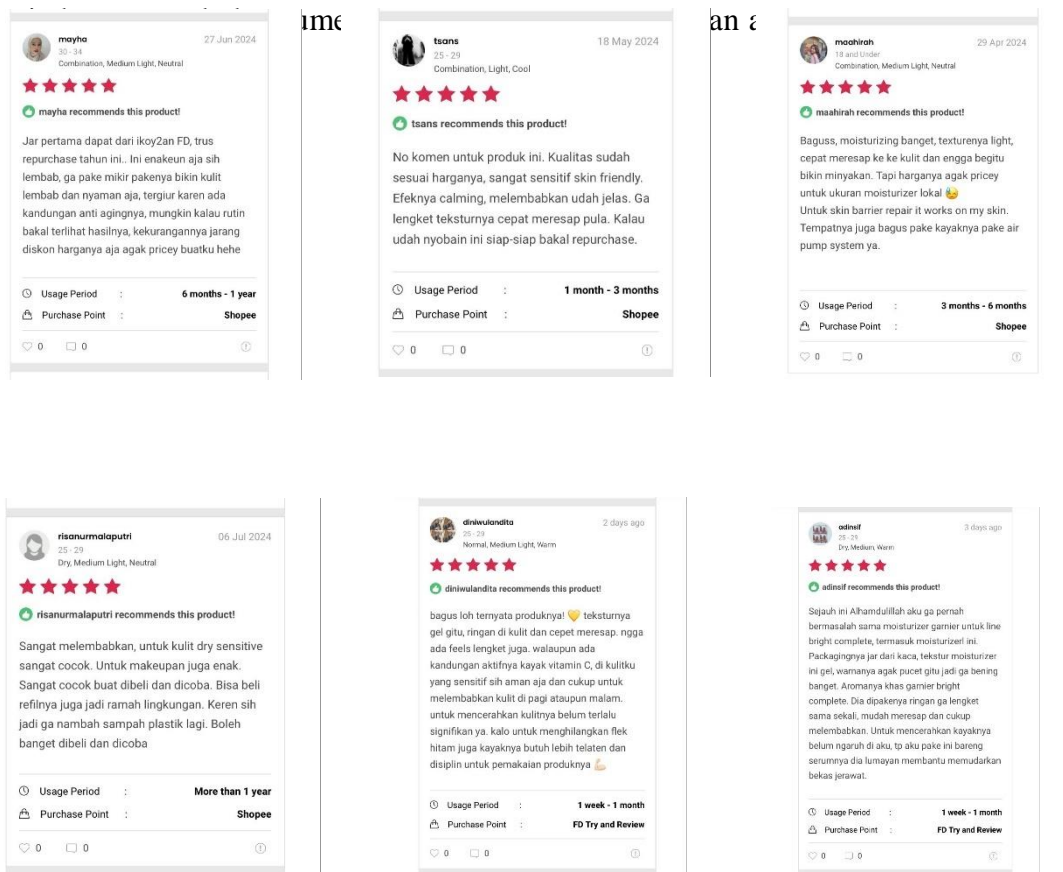 ume
an a
mayha
27 Jun 2024
30 - 34
Combination, Medium Light, Neutral
mayha recommends this product!
Jar pertama dapat dari ikoy2an FD, trus
repurchase tahun ini.. Ini enakeun aja sih
lembab, ga pake mikir pakenya bikin kulit
lembab dan nyaman aja, tergiur karen ada
kandungan anti agingnya, mungkin kalau rutin
bakal terlihat hasilnya, kekurangannya jarang
diskon harganya aja agak pricey buatku hehe
Usage Period : 6 months - 1 year
Purchase Point : Shopee
0 0
tsans
18 May 2024
25 - 29
Combination, Light, Cool
tsans recommends this product!
No komen untuk produk ini. Kualitas sudah
sesuai harganya, sangat sensitif skin friendly.
Efeknya calming, melembabkan udah jelas. Ga
lengket teksturnya cepat meresap pula. Kalau
udah nyobain ini siap-siap bakal repurchase.
Usage Period : 1 month - 3 months
Purchase Point : Shopee
0 0
maahirah
29 Apr 2024
18 and Under
Combination, Medium Light, Neutral
maahirah recommends this product!
Baguss, moisturizing banget, texturenya light,
cepat meresap ke ke kulit dan engga begitu
bikin minyakan. Tapi harganya agak pricey
untuk ukuran moisturizer lokal 😓
Untuk skin barrier repair it works on my skin.
Tempatnya juga bagus pake kayaknya pake air
pump system ya.
Usage Period : 3 months - 6 months
Purchase Point : Shopee
0 0
risanurmalaputri
06 Jul 2024
25 - 29
Dry, Medium Light, Neutral
risanurmalaputri recommends this product!
Sangat melembabkan, untuk kulit dry sensitive
sangat cocok. Untuk makeupan juga enak.
Sangat cocok buat dibeli dan dicoba. Bisa beli
refilnya juga jadi ramah lingkungan. Keren sih
jadi ga nambah sampah plastik lagi. Boleh
banget dibeli dan dicoba
Usage Period : More than 1 year
Purchase Point : Shopee
0 0
diniwulandita
2 days ago
25 - 29
Normal, Medium Light, Warm
diniwulandita recommends this product!
bagus loh ternyata produknya! 💛 teksturnya
gel gitu, ringan di kulit dan cepet meresap. ngga
ada feels lengket juga. walaupun ada
kandungan aktifnya kayak vitamin C, di kulitku
yang sensitif sih aman aja dan cukup untuk
melembabkan kulit di pagi ataupun malam.
untuk mencerahkan kulitnya belum terlalu
signifikan ya. kalo untuk menghilangkan flek
hitam juga kayaknya butuh lebih telaten dan
disiplin untuk pemakaian produknya 💪🏻
Usage Period : 1 week - 1 month
Purchase Point : FD Try and Review
0 0
adinsif
3 days ago
25 - 29
Dry, Medium, Warm
adinsif recommends this product!
Sejauh ini Alhamdulillah aku ga pernah
bermasalah sama moisturizer garnier untuk line
bright complete, termasuk moisturizerl ini.
Packagingnya jar dari kaca, tekstur moisturizer
ini gel, warnanya agak pucet gitu jadi ga bening
banget. Aromanya khas garnier bright
complete. Dia dipakenya ringan ga lengket
sama sekali, mudah meresap dan cukup
melembabkan. Untuk mencerahkan kayaknya
belum ngaruh di aku, tp aku pake ini bareng
serumnya dia lumayan membantu memudarkan
bekas jerawat.
Usage Period : 1 week - 1 month
Purchase Point : FD Try and Review
0 0